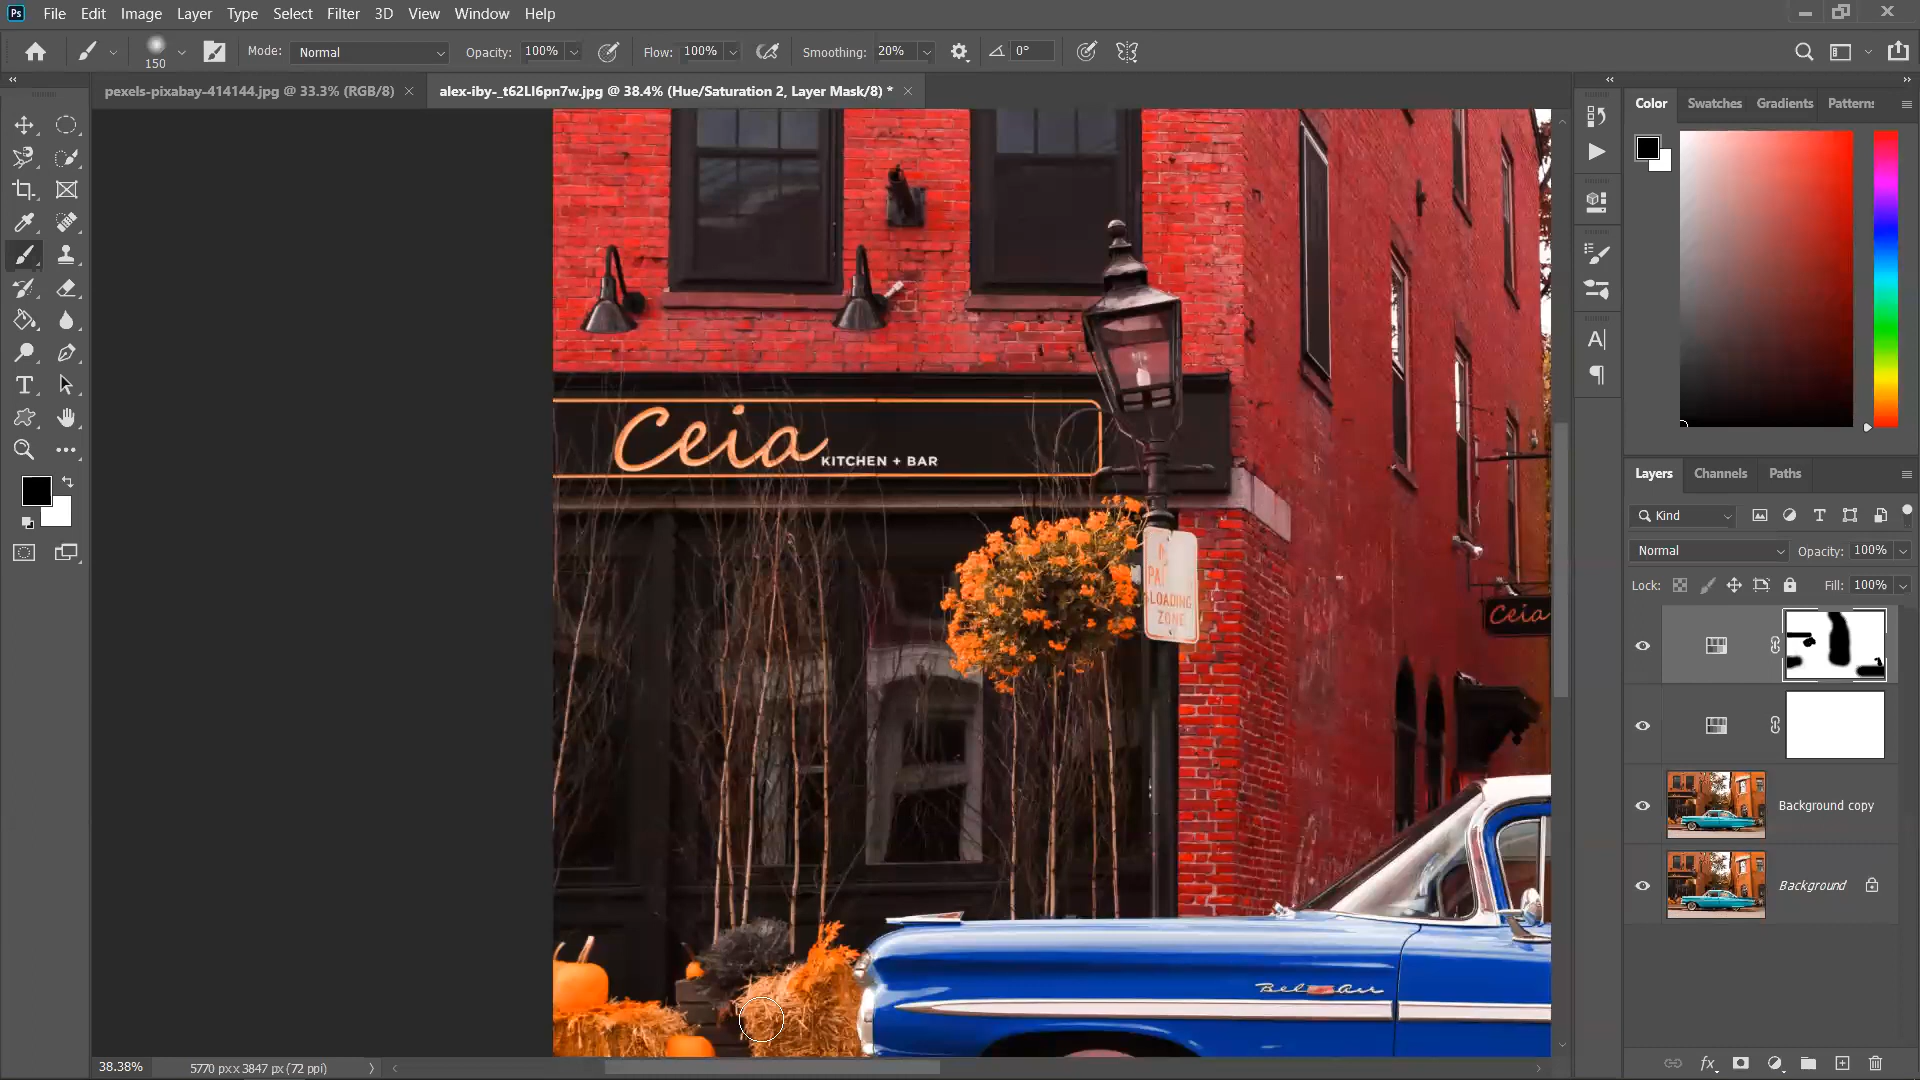 File Edit Image Layer Type Select Filter 3D View Window Help
150 Mode: Normal Opacity: 100% Flow: 100% Smoothing: 20% 0°
pexels-pixabay-414144.jpg @ 33.3% (RGB/8) ×
alex-iby-_t62LI6pn7w.jpg @ 38.4% (Hue/Saturation 2, Layer Mask/8) * ×
Color Swatches Gradients Patterns
Ceia
KITCHEN + BAR
LOADING
ZONE
Ceia
Bel Air
Layers Channels Paths
Kind
Normal Opacity: 100%
Lock: Fill: 100%
Background copy
Background
38.38% 5770 px x 3847 px (72 ppi)